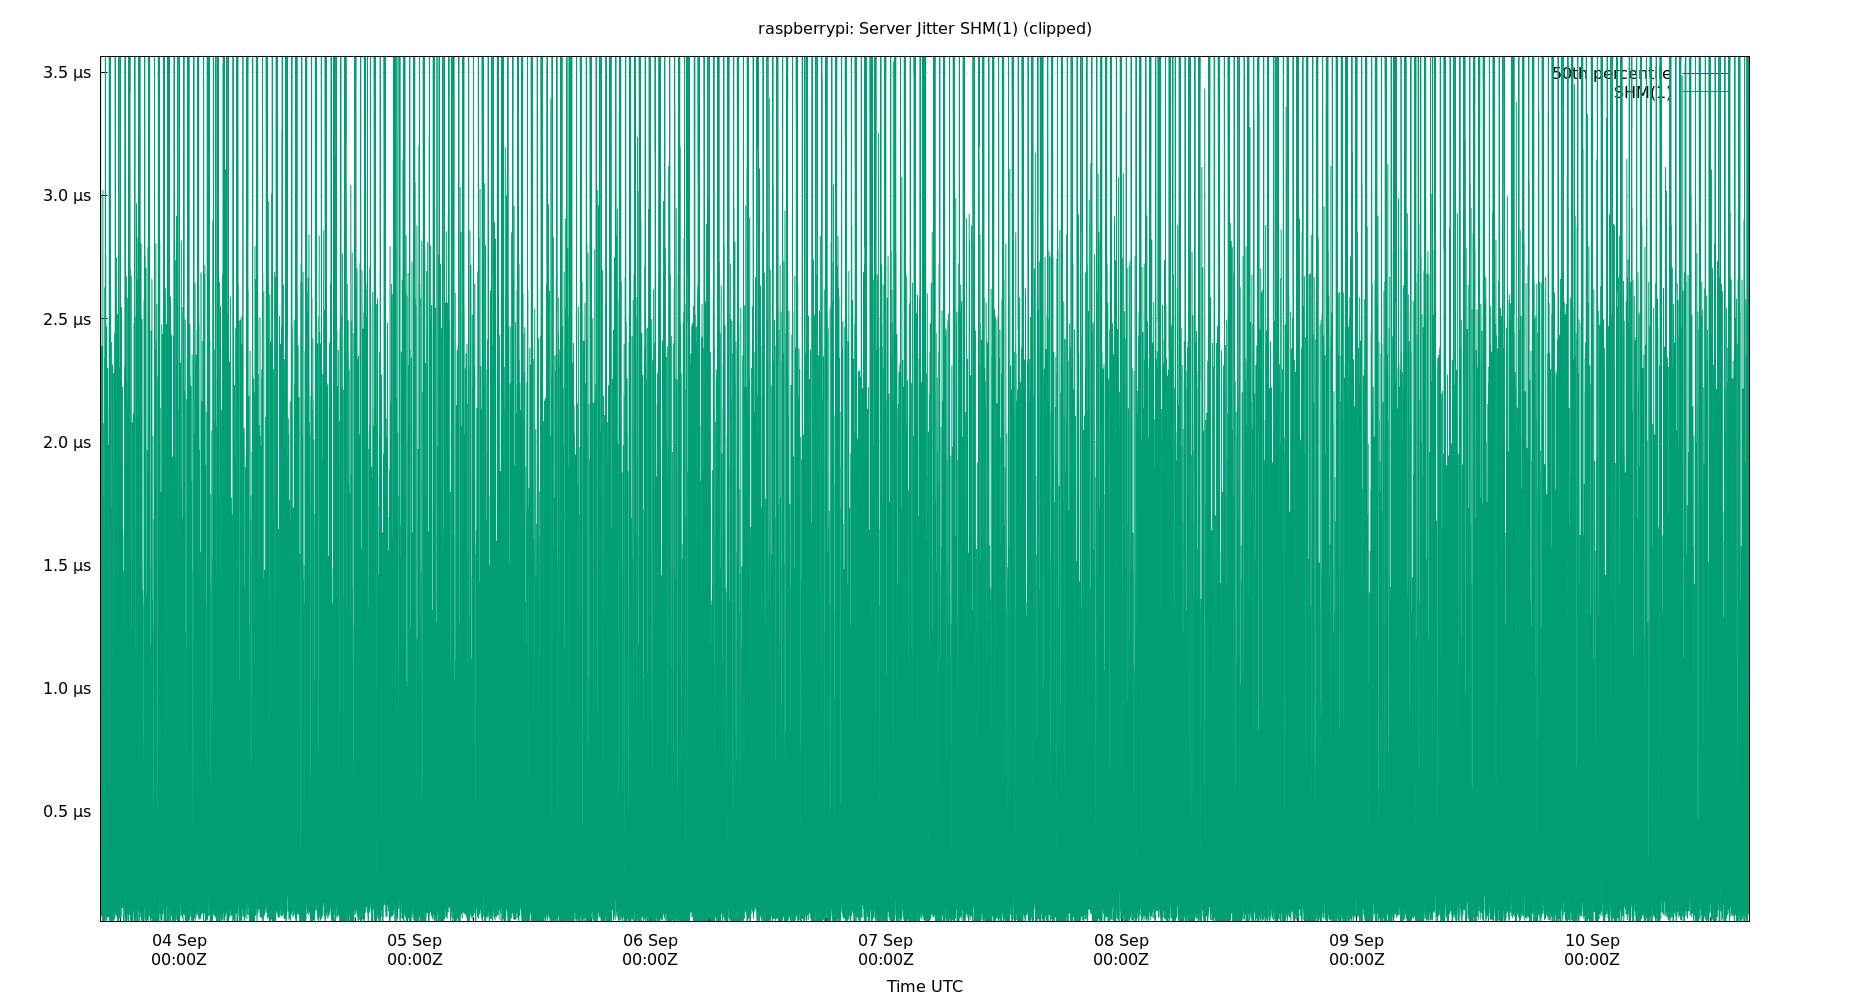 raspberrypi: Server Jitter SHM(1) (clipped)
3.5 µs
50th percentile
SHM(1)
3.0 µs
2.5 µs
2.0 µs
1.5 µs
1.0 µs
0.5 µs
04 Sep 05 Sep 06 Sep 07 Sep 08 Sep 09 Sep 10 Sep
00:00Z 00:00Z 00:00Z 00:00Z 00:00Z 00:00Z 00:00Z
Time UTC